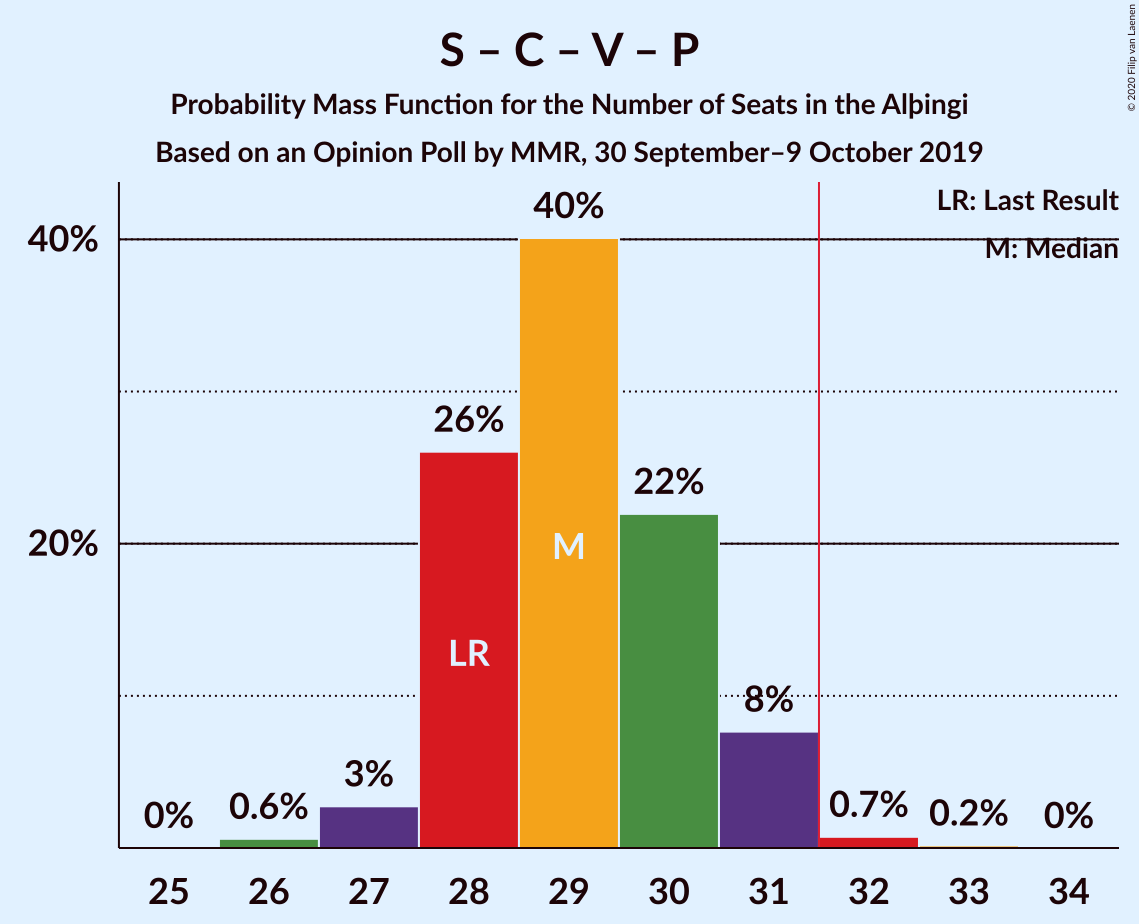 S – C – V – P
Probability Mass Function for the Number of Seats in the Alþingi
Based on an Opinion Poll by MMR, 30 September–9 October 2019
© 2020 Filip van Laenen
LR: Last Result
M: Median
40%
20%
0%
0.6%
3%
26%
40%
22%
8%
0.7%
0.2%
0%
LR
M
25 26 27 28 29 30 31 32 33 34